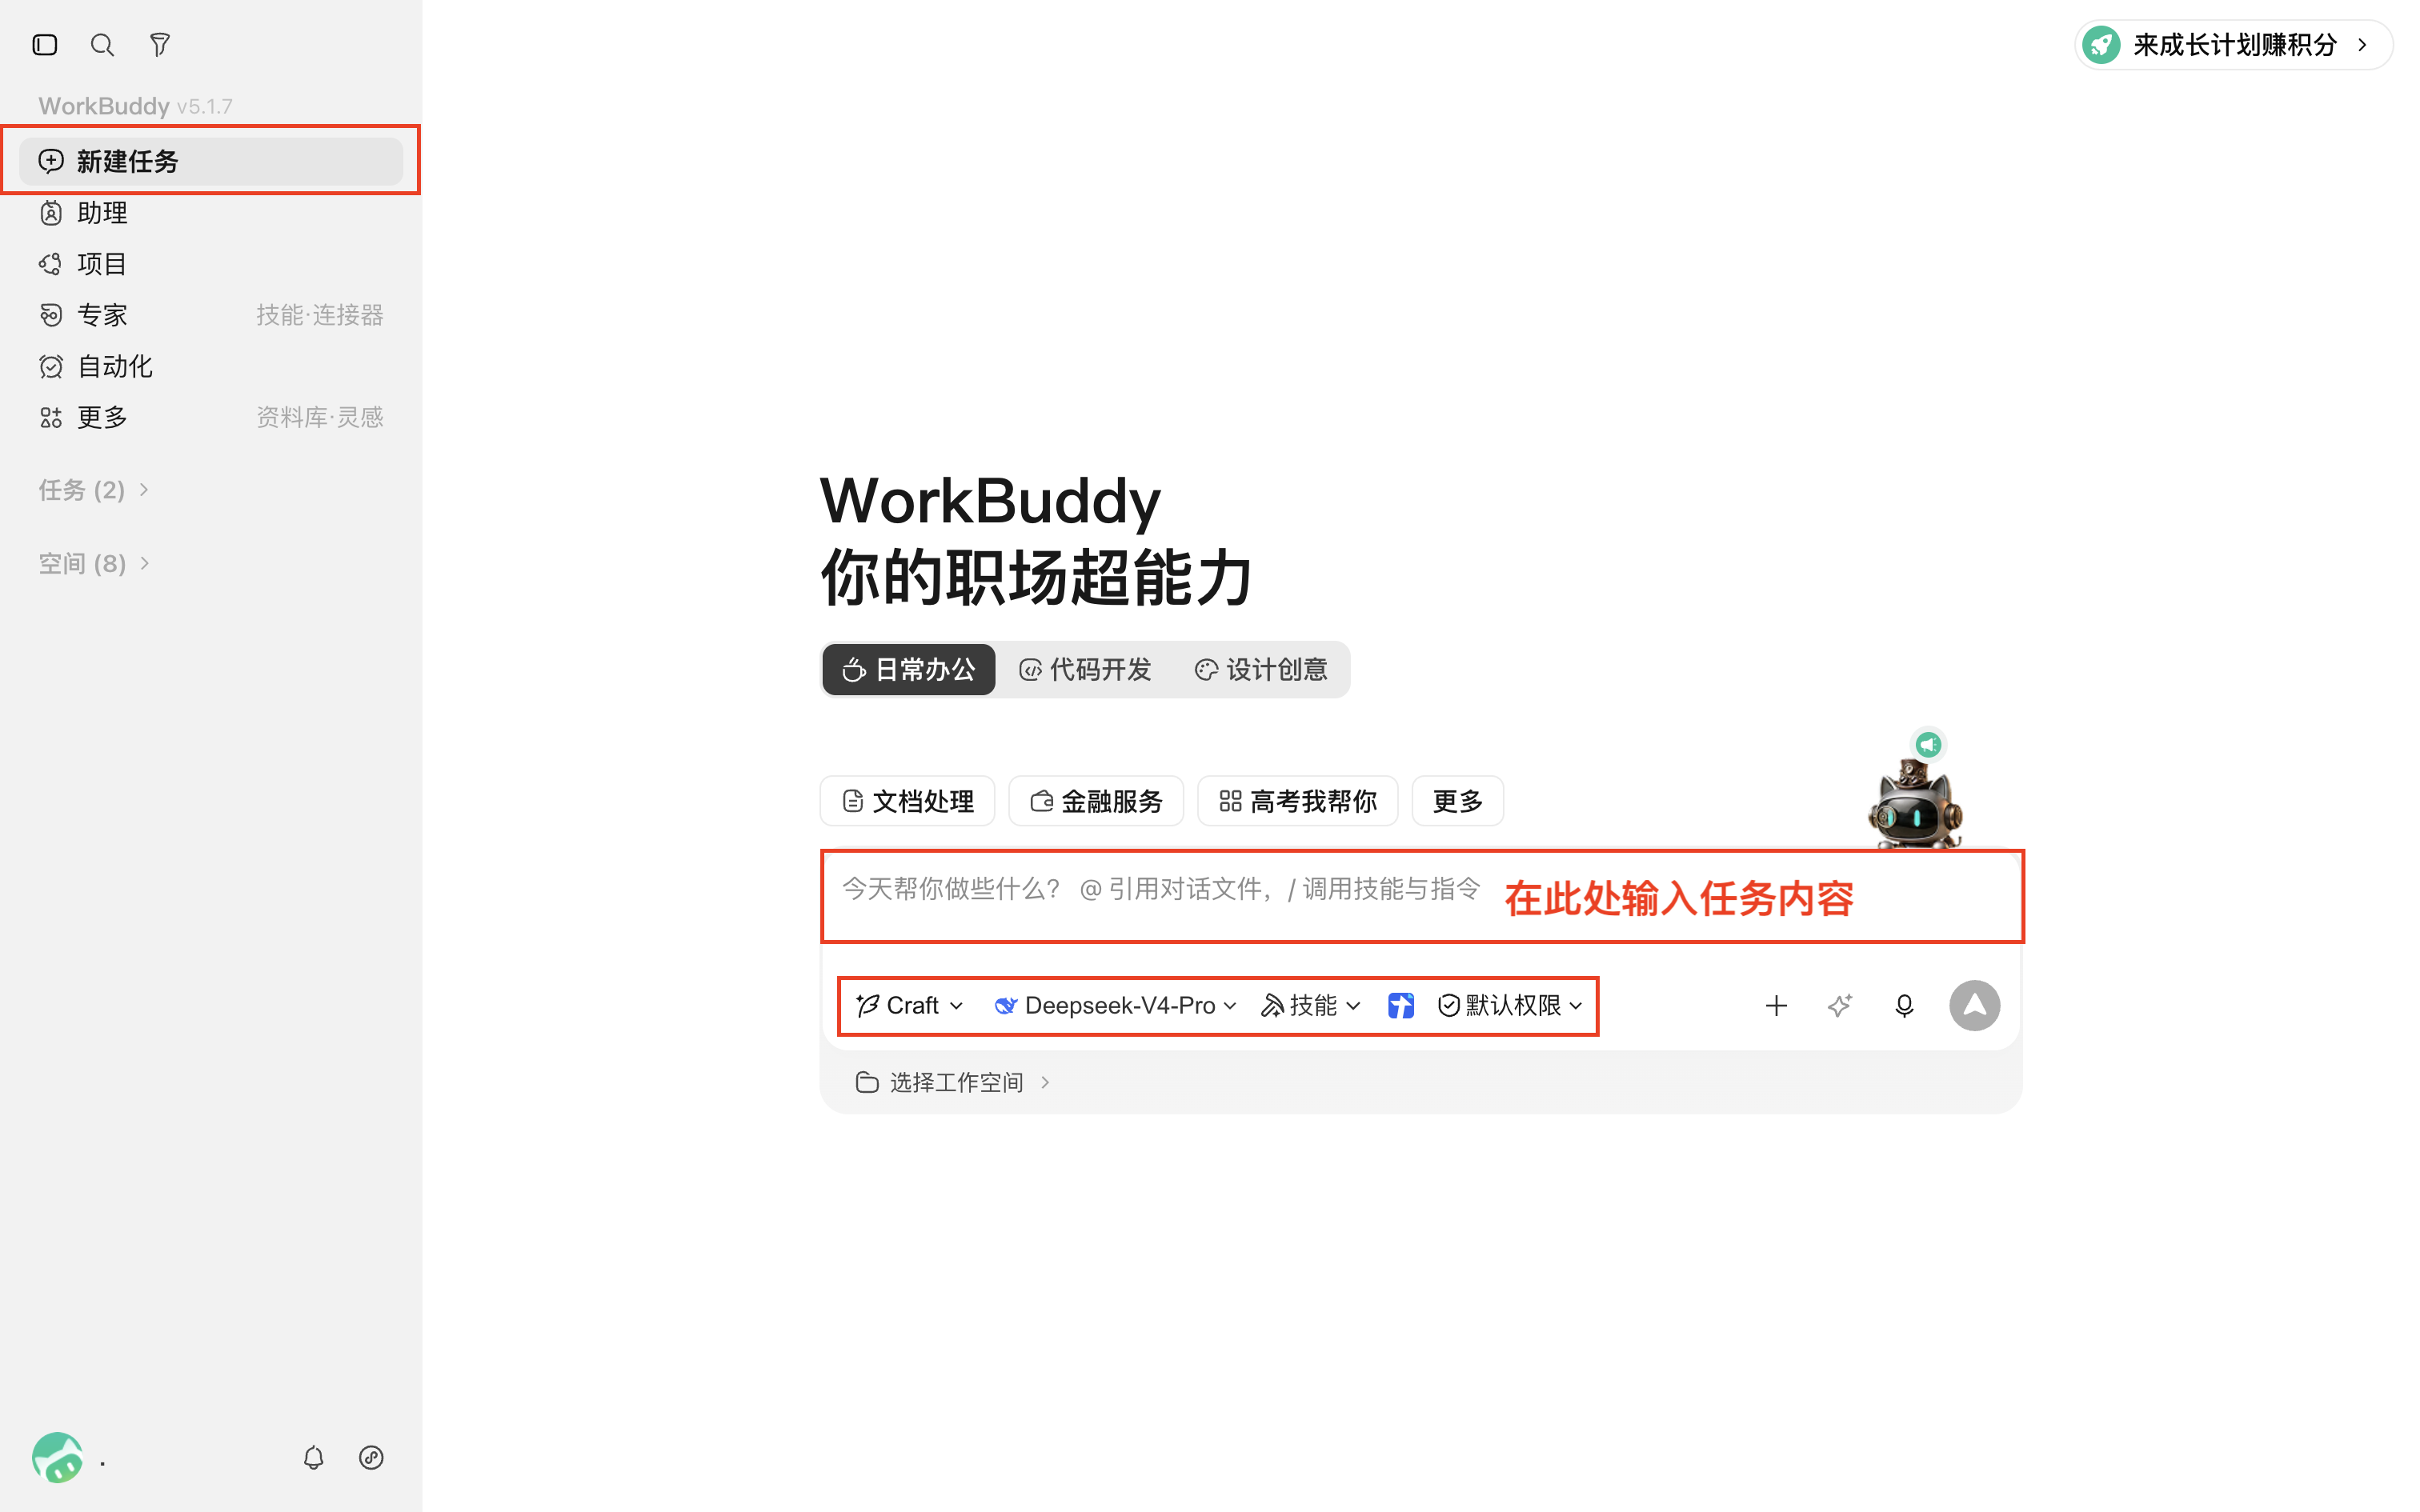 来成长计划赚积分
WorkBuddy v5.1.7
新建任务
助理
项目
专家 技能·连接器
自动化
更多 资料库·灵感
任务 (2)
空间 (8)
WorkBuddy
你的职场超能力
日常办公 代码开发 设计创意
文档处理 金融服务 高考我帮你 更多
今天帮你做些什么? @ 引用对话文件, / 调用技能与指令 在此处输入任务内容
Craft Deepseek-V4-Pro 技能 默认权限
选择工作空间
.